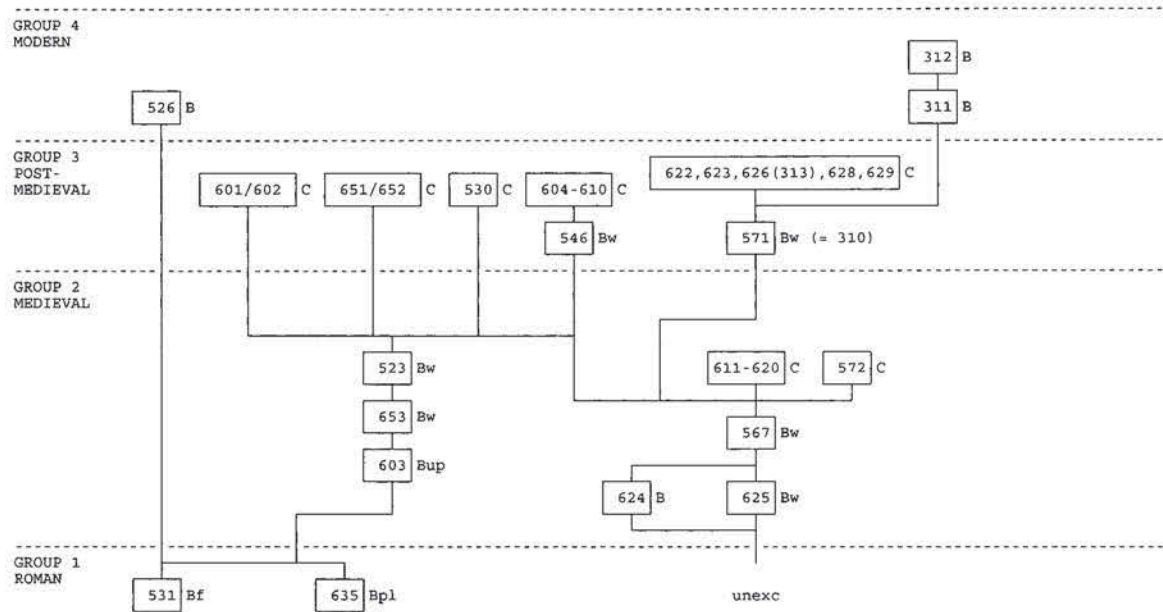 GROUP 4
MODERN
312 B
526 B
311 B
GROUP 3
POST-
MEDIEVAL
601/602 C
651/652 C
530 C
604-610 C
622,623,626(313),628,629 C
546 Bw
571 Bw (= 310)
GROUP 2
MEDIEVAL
523 Bw
611-620 C
572 C
653 Bw
567 Bw
603 Bup
624 B
625 Bw
GROUP 1
ROMAN
531 Bf
635 Bpl
unexc